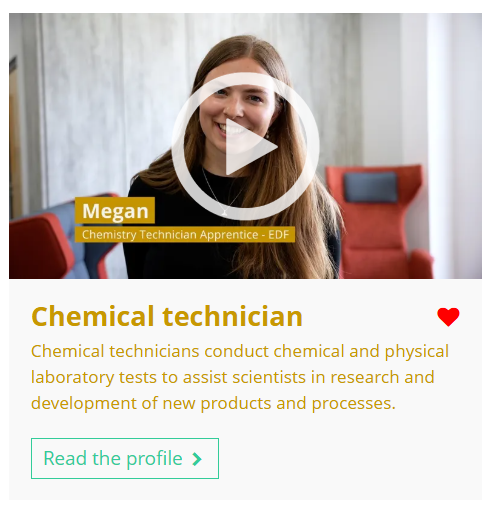 Megan
Chemistry Technician Apprentice - EDF
Chemical technician
Chemical technicians conduct chemical and physical
laboratory tests to assist scientists in research and
development of new products and processes.
Read the profile